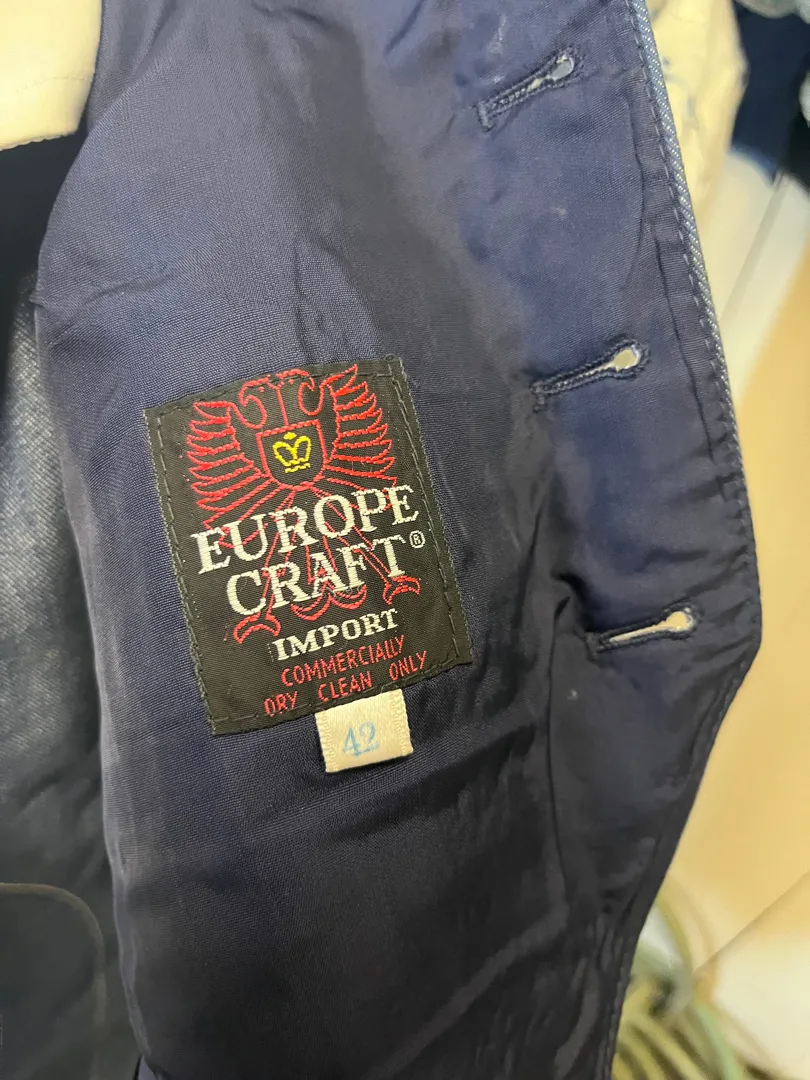 EUROPE
CRAFT®
IMPORT
COMMERCIALLY
DRY CLEAN ONLY
42